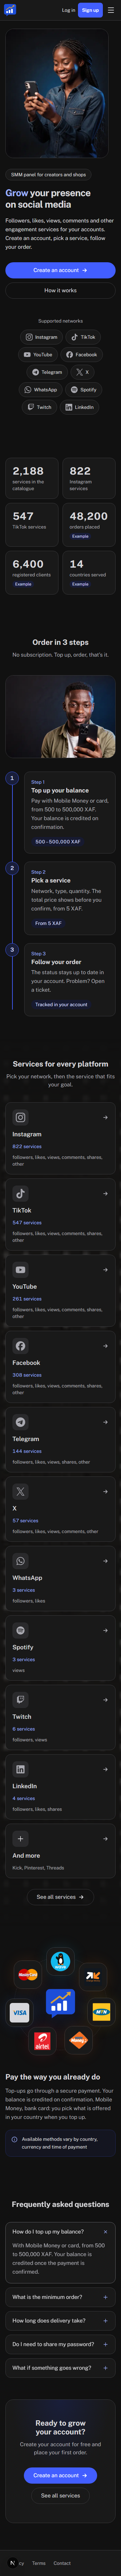 Log in
Sign up
SMM panel for creators and shops
Grow your presence
on social media
Followers, likes, views, comments and other
engagement services for your accounts.
Create an account, pick a service, follow
your order.
Create an account →
How it works
Supported networks
Instagram
TikTok
YouTube
Facebook
Telegram
X
WhatsApp
Spotify
Twitch
LinkedIn
2,188
services in the
catalogue
822
Instagram
services
547
TikTok services
48,200
orders placed
Example
6,400
registered clients
Example
14
countries served
Example
Order in 3 steps
No subscription. Top up, order, that's it.
1
Step 1
Top up your balance
Pay with Mobile Money or card,
from 500 to 500,000 XAF.
Your balance is credited on
confirmation.
500 - 500,000 XAF
2
Step 2
Pick a service
Network, type, quantity. The
total price shows before you
confirm, from 5 XAF.
From 5 XAF
3
Step 3
Follow your order
The status stays up to date in
your account. Problem? Open
a ticket.
Tracked in your account
Services for every platform
Pick your network, then the service that fits
your goal.
Instagram
822 services
followers, likes, views, comments, shares,
other
TikTok
547 services
followers, likes, views, comments, shares,
other
YouTube
261 services
followers, likes, views, comments, shares,
other
Facebook
308 services
followers, likes, views, comments, shares,
other
Telegram
144 services
followers, likes, views, shares, other
X
57 services
followers, likes, views, comments, other
WhatsApp
3 services
followers, likes
Spotify
3 services
views
Twitch
6 services
followers, views
LinkedIn
4 services
followers, likes, shares
And more
Kick, Pinterest, Threads
See all services →
MasterCard
VISA
MTN
airtel
Pay the way you already do
Top-ups go through a secure payment. Your
balance is credited on confirmation. Mobile
Money, bank card: you pick what is offered
in your country when you top up.
Available methods vary by country,
currency and time of payment
Frequently asked questions
How do I top up my balance?
With Mobile Money or card, from 500
to 500,000 XAF. Your balance is
credited once the payment is
confirmed.
What is the minimum order?
How long does delivery take?
Do I need to share my password?
What if something goes wrong?
Ready to grow
your account?
Create your account for free and
place your first order.
Create an account →
See all services
N
cy
Terms
Contact